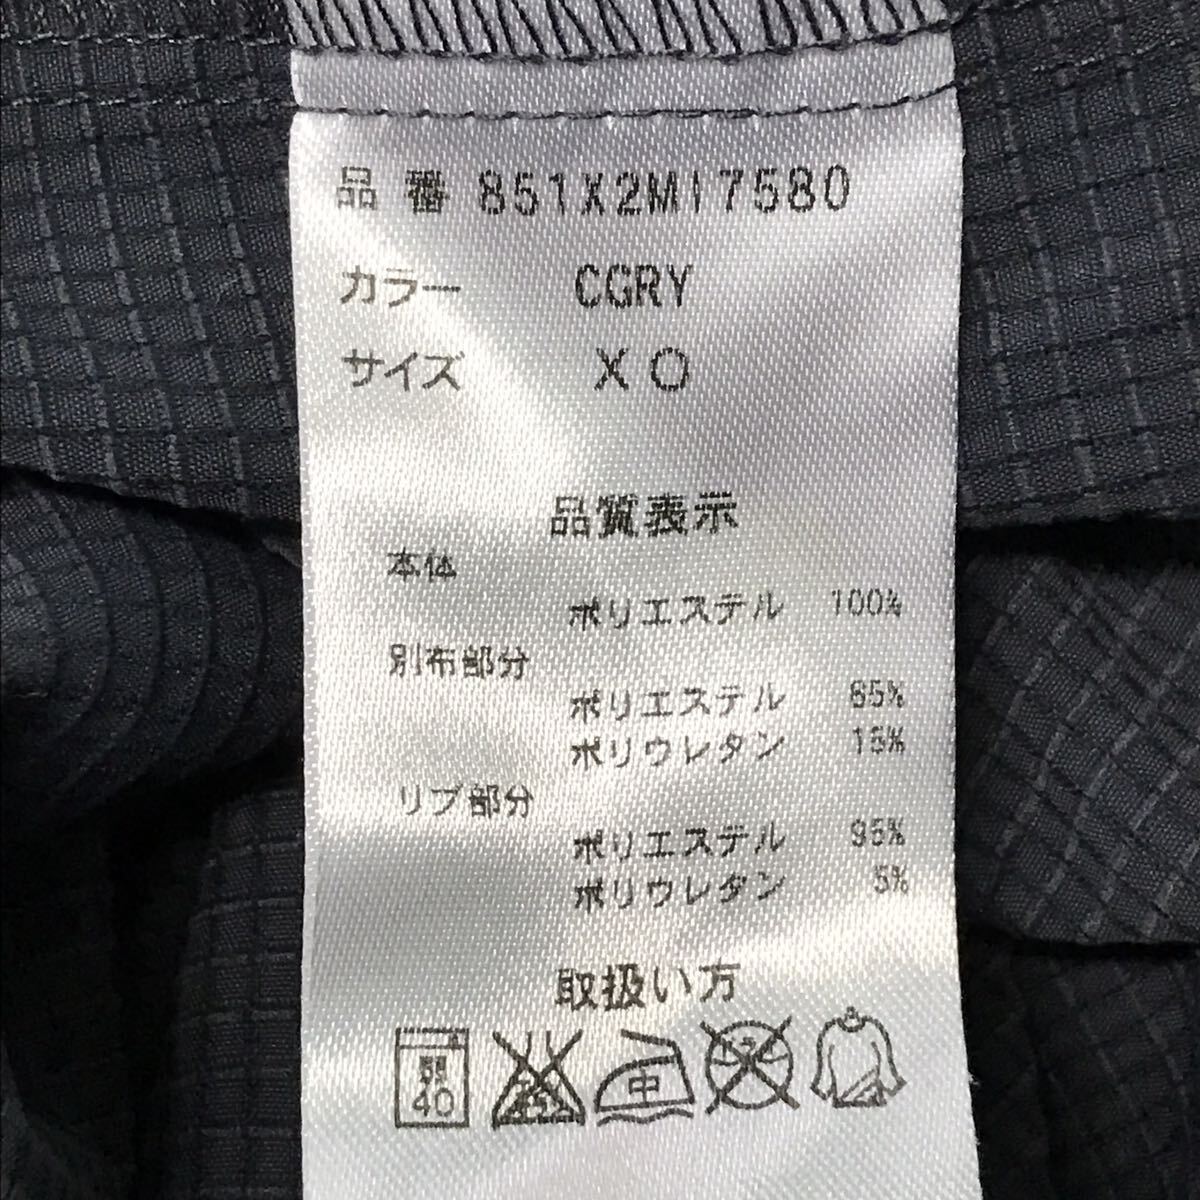 品番 851X2MI7580
カラー CGRY
サイズ XO
品質表示
本体
ポリエステル 100%
別布部分
ポリエステル 85%
ポリウレタン 15%
リブ部分
ポリエステル 95%
ポリウレタン 5%
取扱い方
弱 40
中